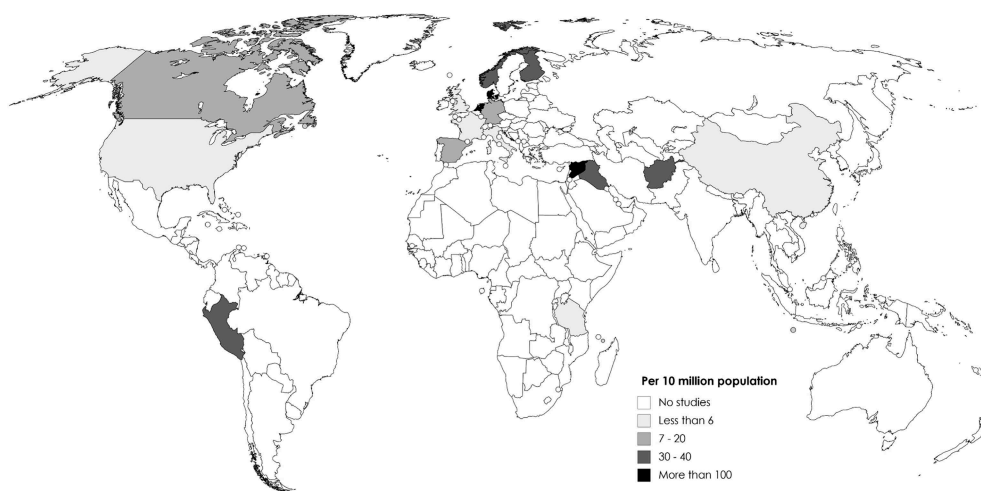 Per 10 million population
No studies
Less than 6
7 - 20
30 - 40
More than 100